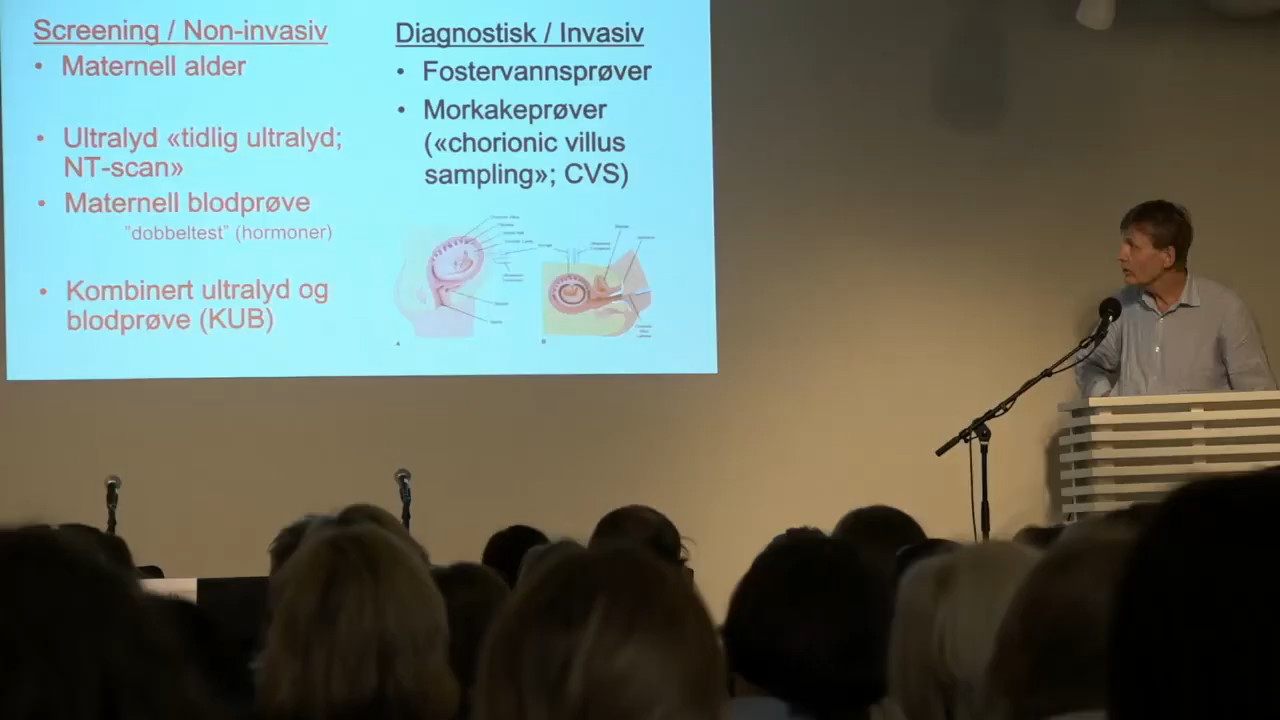 Screening / Non-invasiv
• Maternell alder
• Ultralyd «tidlig ultralyd;
NT-scan»
• Maternell blodprøve
"dobbeltest" (hormoner)
• Kombinert ultralyd og
blodprøve (KUB)
Diagnostisk / Invasiv
• Fostervannsprøver
• Morkakeprøver
(«chorionic villus
sampling»; CVS)
A
B